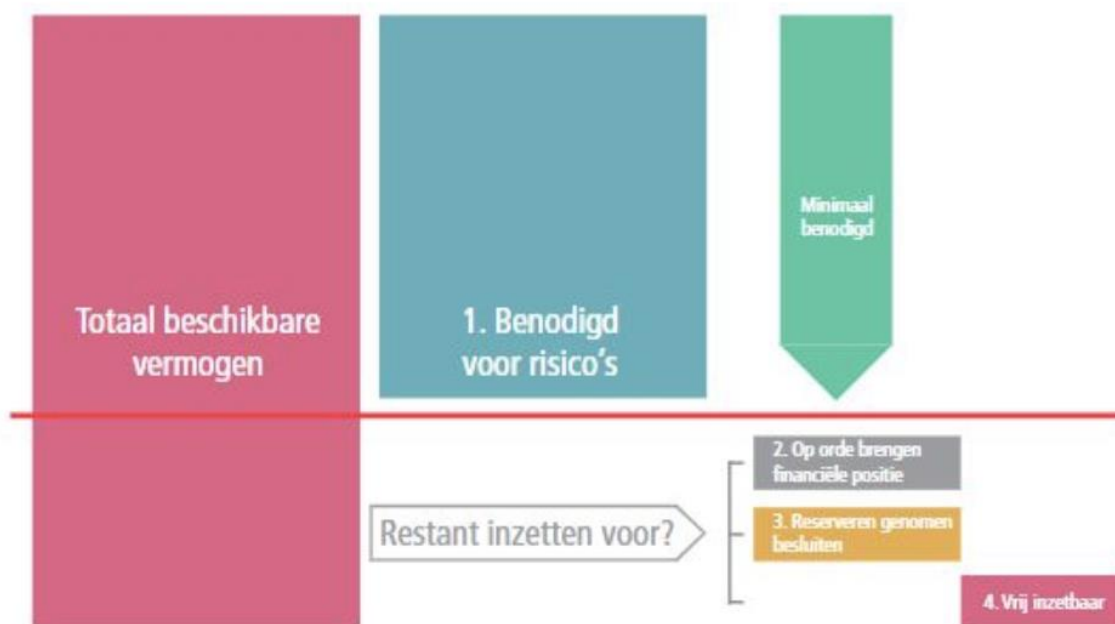 Totaal beschikbare
vermogen
1. Benodigd
voor risico's
Minimaal
benodigd
Restant inzetten voor?
2. Op orde brengen
financiële positie
3. Reserveren genomen
besluiten
4. Vrij inzetbaar